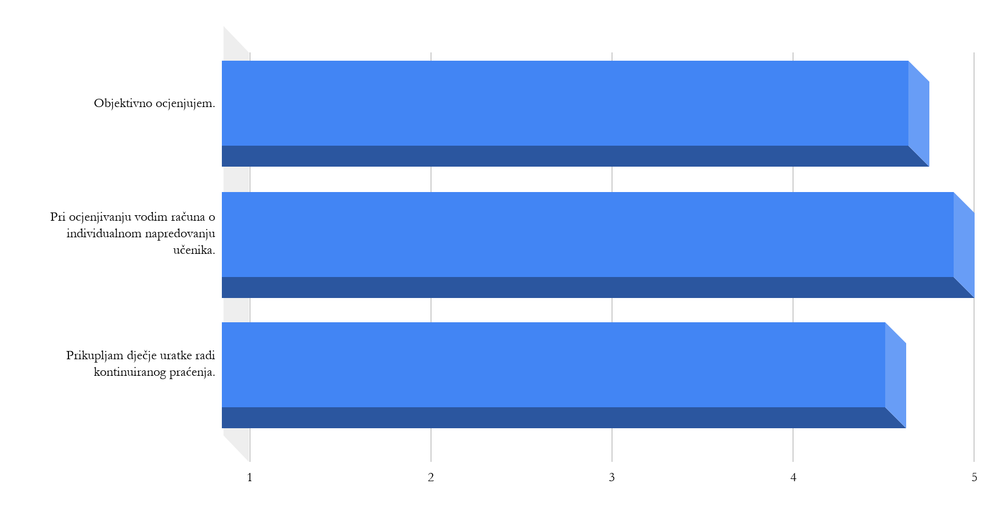 Objektivno ocjenjujem.
Pri ocjenjivanju vodim računa o
individualnom napredovanju
učenika.
Prikupljam dječje uratke radi
kontinuiranog praćenja.
1 2 3 4 5